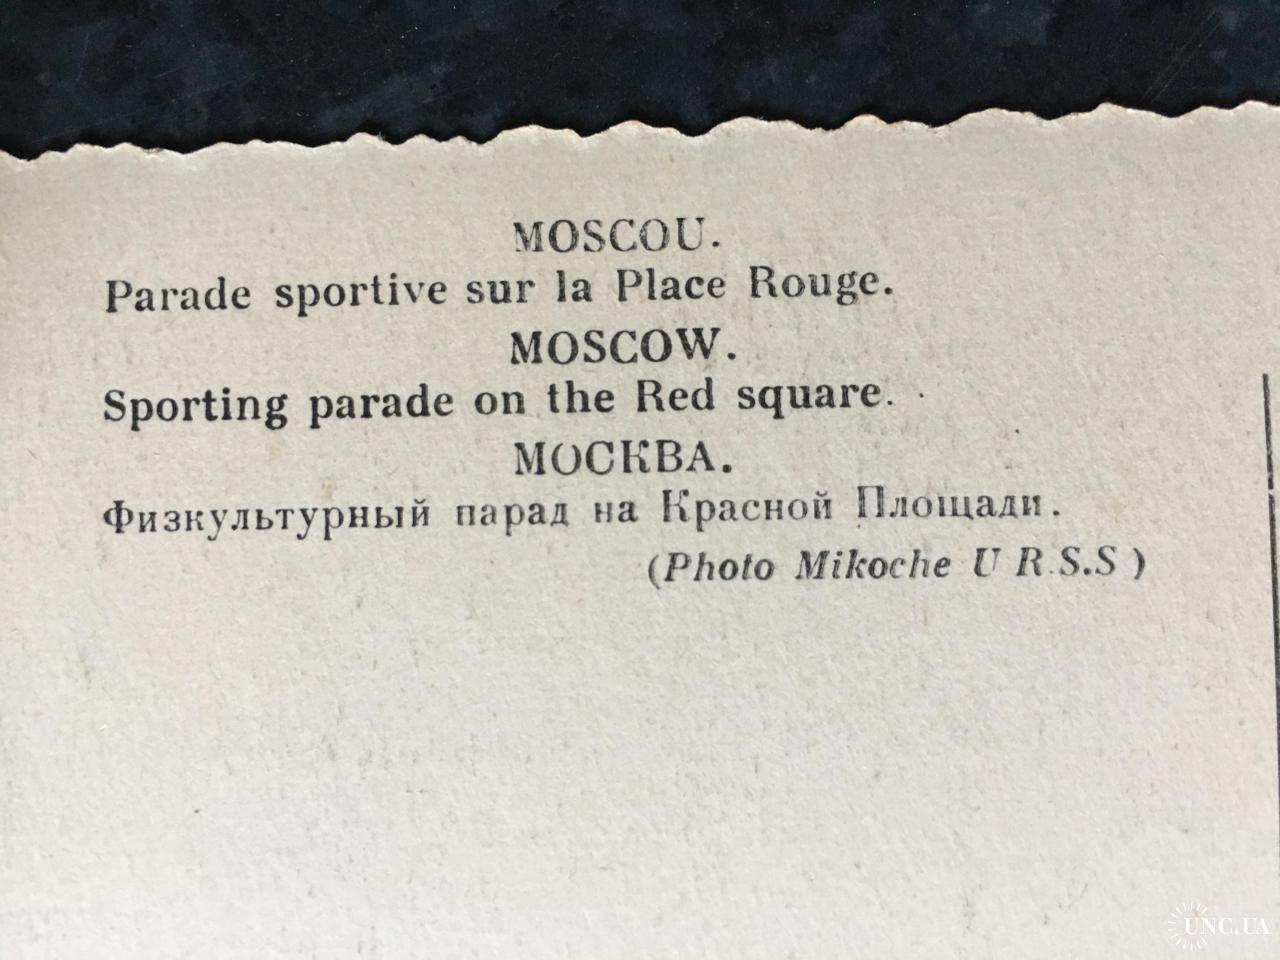 MOSCOU.
Parade sportive sur la Place Rouge.
MOSCOW.
Sporting parade on the Red square.
МОСКВА.
Физкультурный парад на Красной Площади.
(Photo Mikoche U R.S.S )
UNC.UA